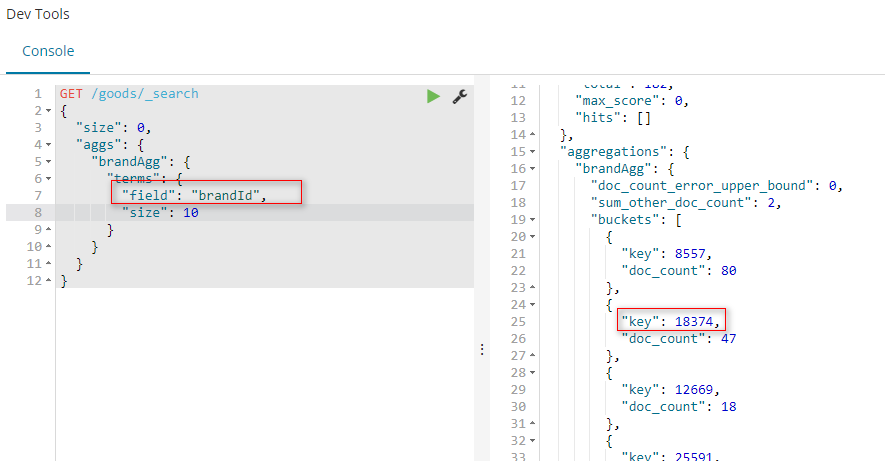 Dev Tools
Console
1 GET /goods/_search
2 {
3 "size": 0,
4 "aggs": {
5 "brandAgg": {
6 "terms": {
7 "field": "brandId",
8 "size": 10
9 }
10 }
11 }
12 }
11 "total": 182,
12 "max_score": 0,
13 "hits": []
14 },
15 "aggregations": {
16 "brandAgg": {
17 "doc_count_error_upper_bound": 0,
18 "sum_other_doc_count": 2,
19 "buckets": [
20 {
21 "key": 8557,
22 "doc_count": 80
23 },
24 {
25 "key": 18374,
26 "doc_count": 47
27 },
28 {
29 "key": 12669,
30 "doc_count": 18
31 },
32 {
33 "key": 25591,